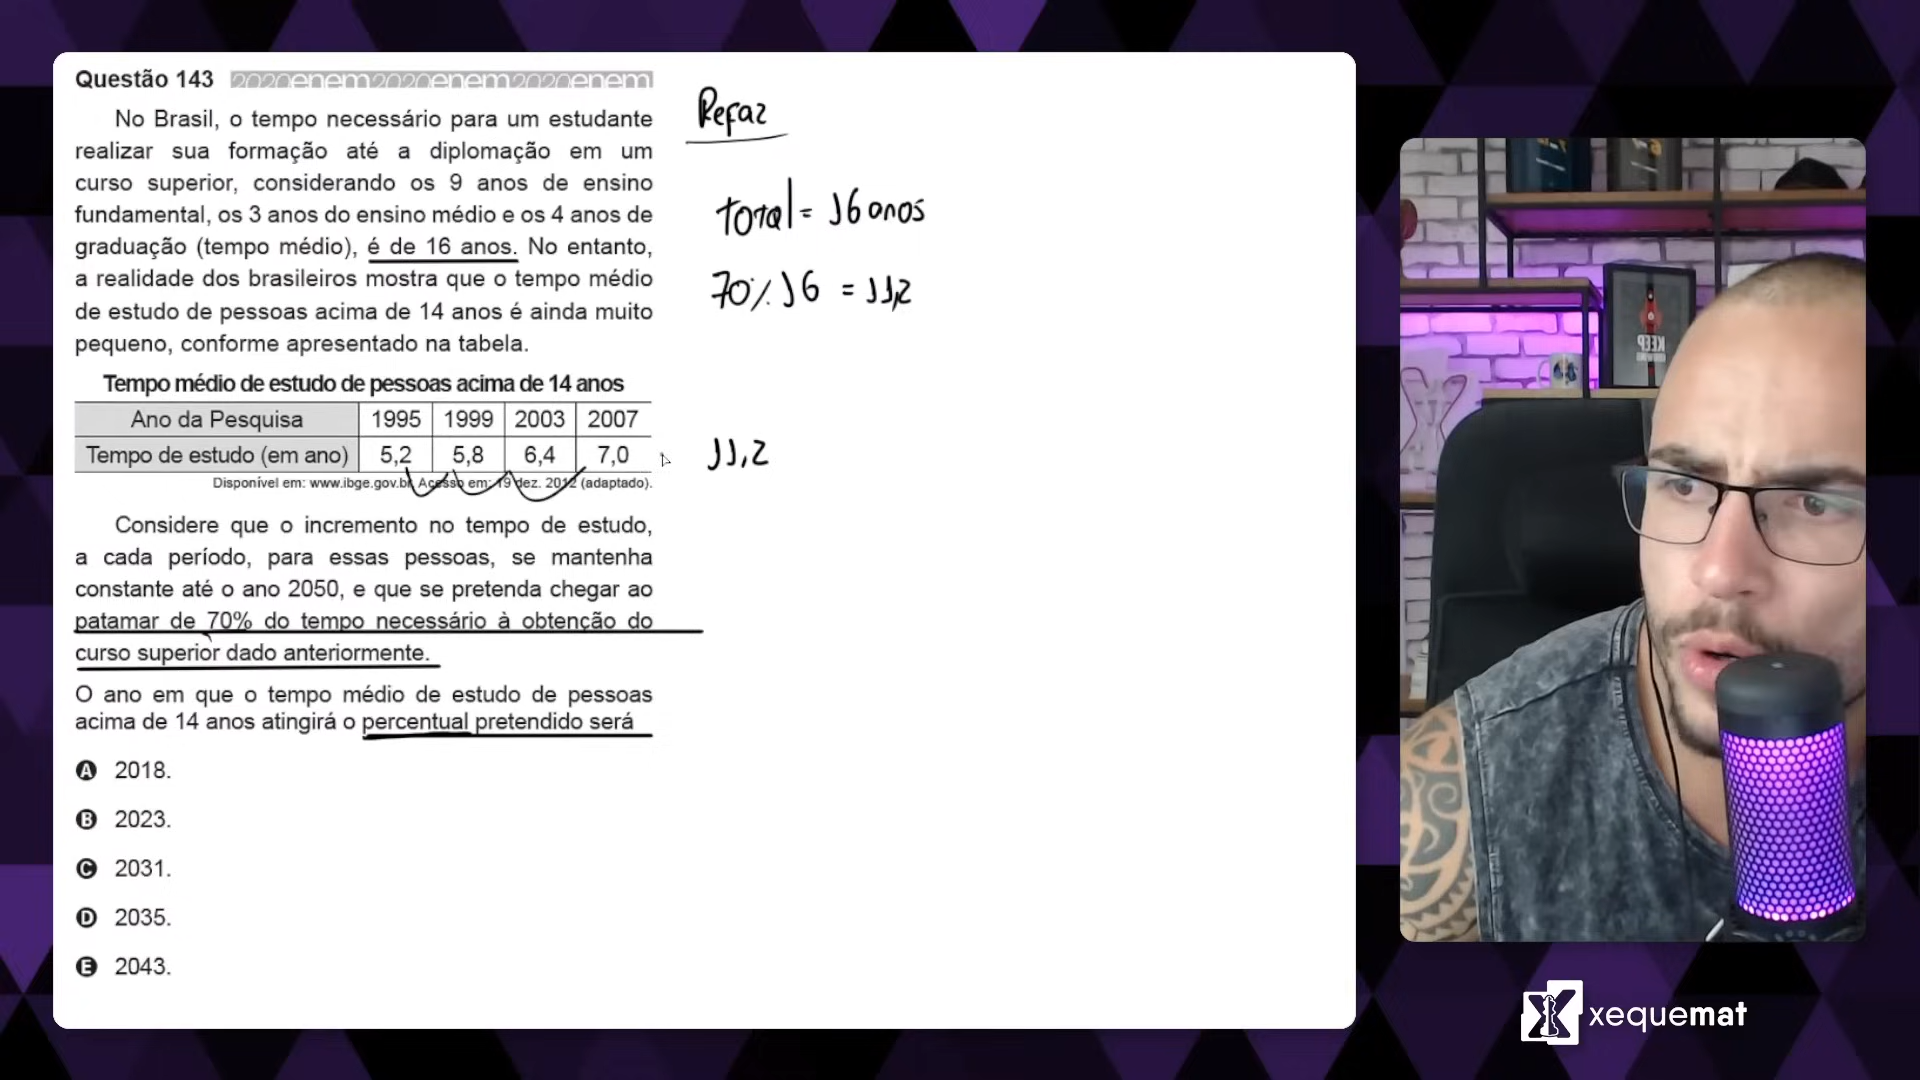 Questão 143 2020enem2020enem2020enem
No Brasil, o tempo necessário para um estudante
realizar sua formação até a diplomação em um
curso superior, considerando os 9 anos de ensino
fundamental, os 3 anos do ensino médio e os 4 anos de
graduação (tempo médio), é de 16 anos. No entanto,
a realidade dos brasileiros mostra que o tempo médio
de estudo de pessoas acima de 14 anos é ainda muito
pequeno, conforme apresentado na tabela.
Tempo médio de estudo de pessoas acima de 14 anos
Ano da Pesquisa 1995 1999 2003 2007
Tempo de estudo (em ano) 5,2 5,8 6,4 7,0
Disponível em: www.ibge.gov.br. Acesso em: 19 dez. 2012 (adaptado).
Considere que o incremento no tempo de estudo,
a cada período, para essas pessoas, se mantenha
constante até o ano 2050, e que se pretenda chegar ao
patamar de 70% do tempo necessário à obtenção do
curso superior dado anteriormente.
O ano em que o tempo médio de estudo de pessoas
acima de 14 anos atingirá o percentual pretendido será
A 2018.
B 2023.
C 2031.
D 2035.
E 2043.
Refaz
total = 16 anos
70% 16 = 11,2
11,2
KEEP
xequemat